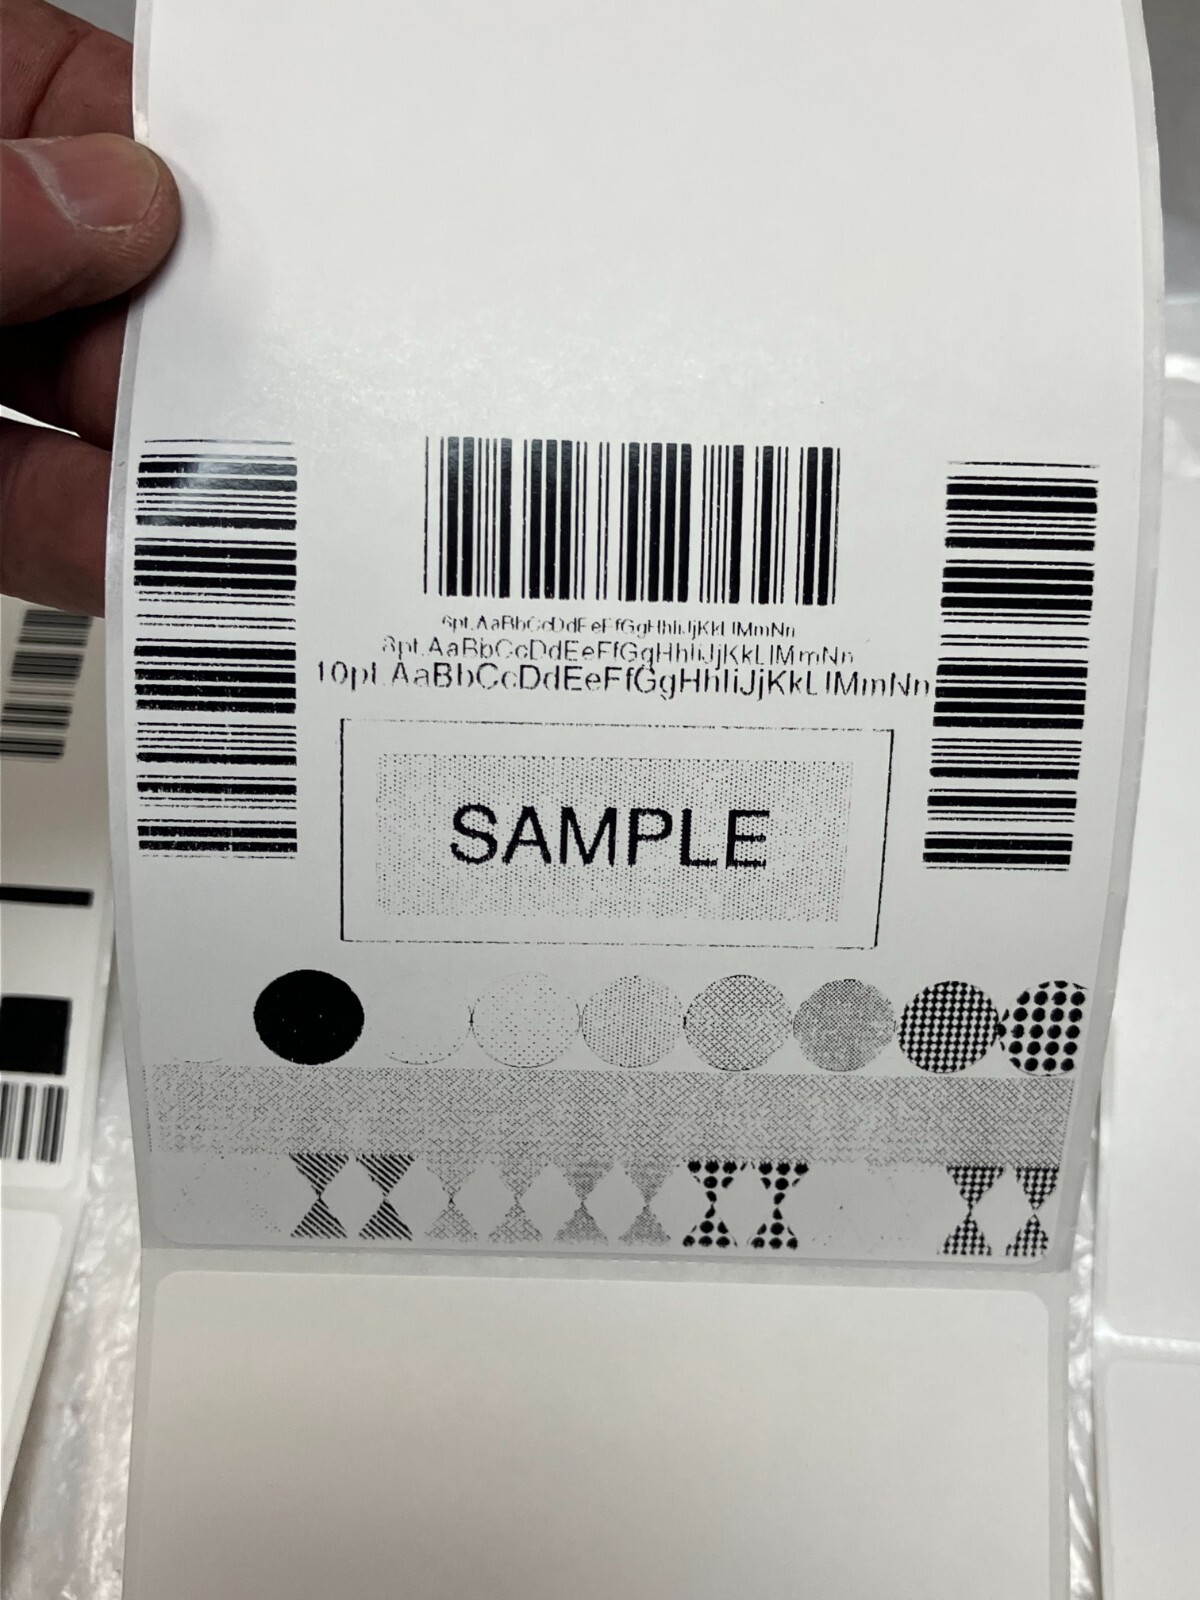 6pt.AaBbCcDdEeFfGgHhIiJjKkLlMmNn
8pt.AaBbCcDdEeFfGgHhIiJjKkLlMmNn
10pt.AaBbCcDdEeFfGgHhIiJjKkLlMmNn
SAMPLE